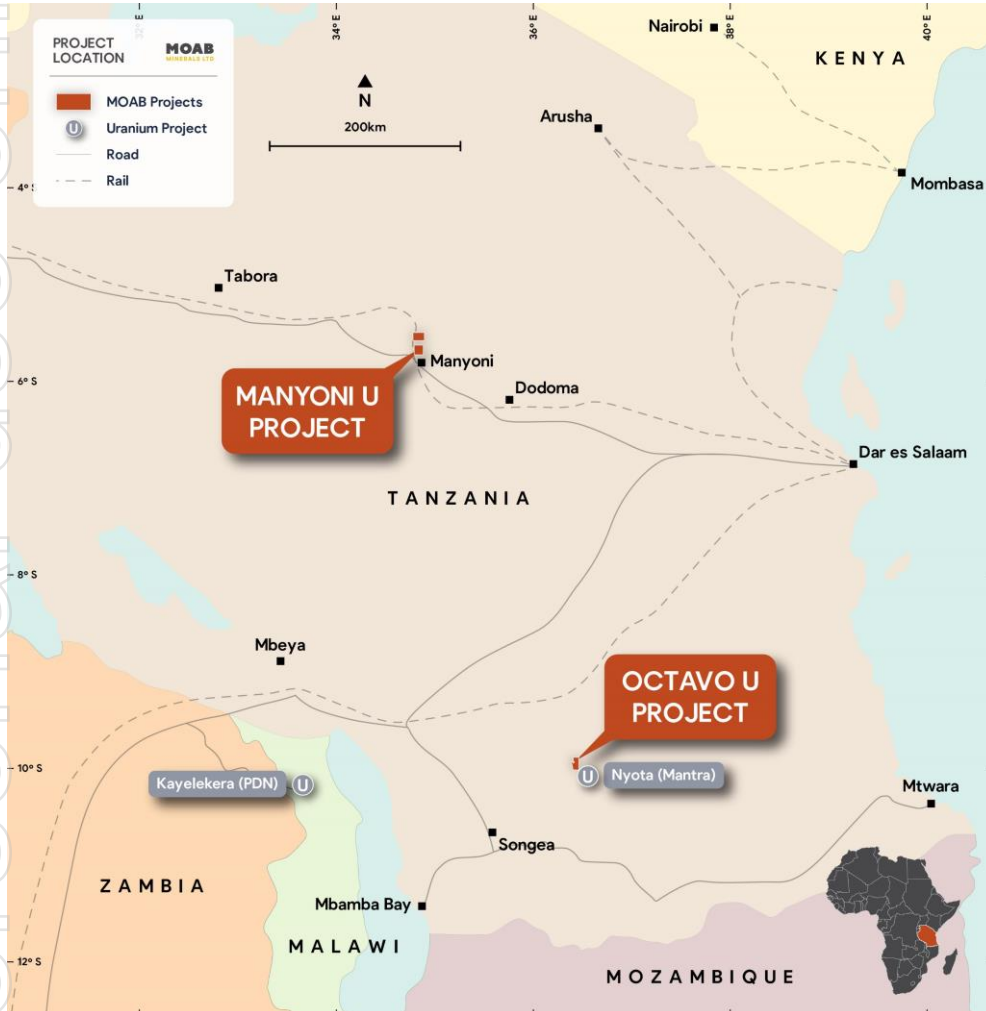 PROJECT
LOCATION
MOAB
MINERALS LTD
MOAB Projects
U Uranium Project
Road
Rail
32° E
34° E
36° E
38° E
40° E
4° S
6° S
8° S
10° S
12° S
N
200km
Nairobi
KENYA
Arusha
Mombasa
Tabora
Manyoni
MANYONI U
PROJECT
Dodoma
Dar es Salaam
TANZANIA
Mbeya
OCTAVO U
PROJECT
Kayelekera (PDN) U
U Nyota (Mantra)
Mtwara
Songea
ZAMBIA
Mbamba Bay
MALAWI
MOZAMBIQUE